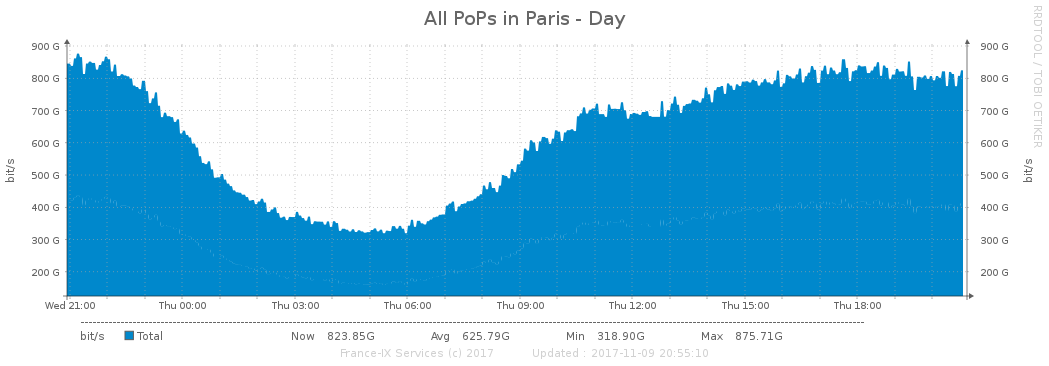 All PoPs in Paris - Day
RRDTOOL / TOBI OETIKER
bit/s
900 G
800 G
700 G
600 G
500 G
400 G
300 G
200 G
900 G
800 G
700 G
600 G
500 G
400 G
300 G
200 G
bit/s
Wed 21:00 Thu 00:00 Thu 03:00 Thu 06:00 Thu 09:00 Thu 12:00 Thu 15:00 Thu 18:00
bit/s Total Now 823.85G Avg 625.79G Min 318.90G Max 875.71G
France-IX Services (c) 2017 Updated : 2017-11-09 20:55:10